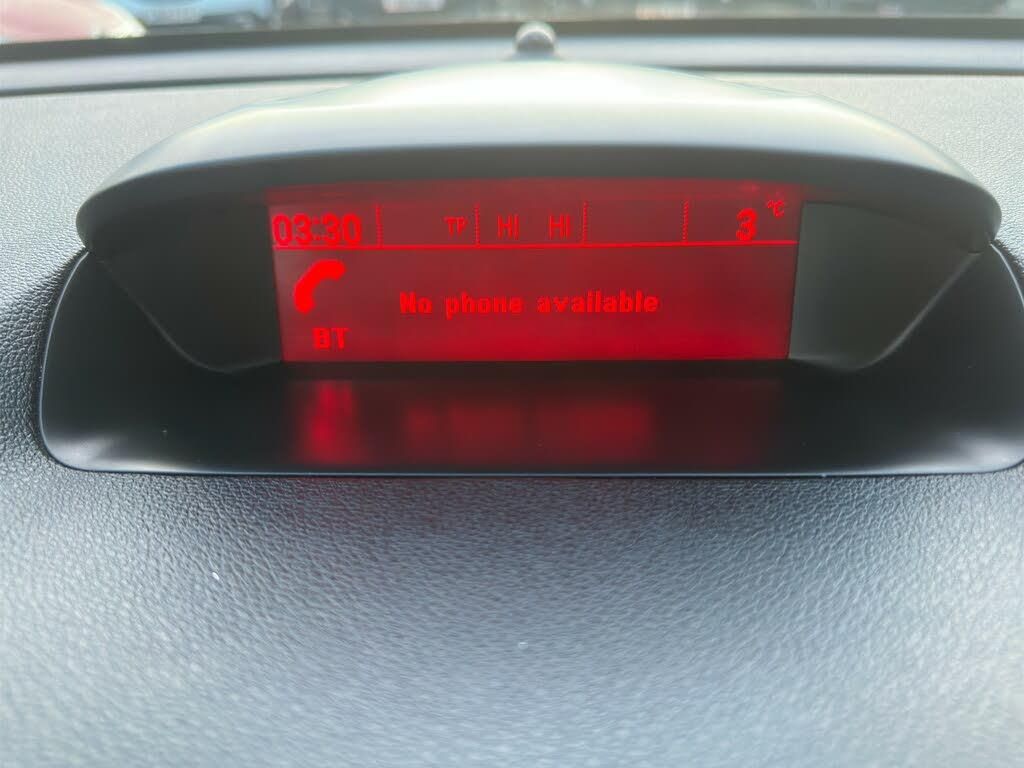 03:30 TP HI HI 3 °C
No phone available
BT